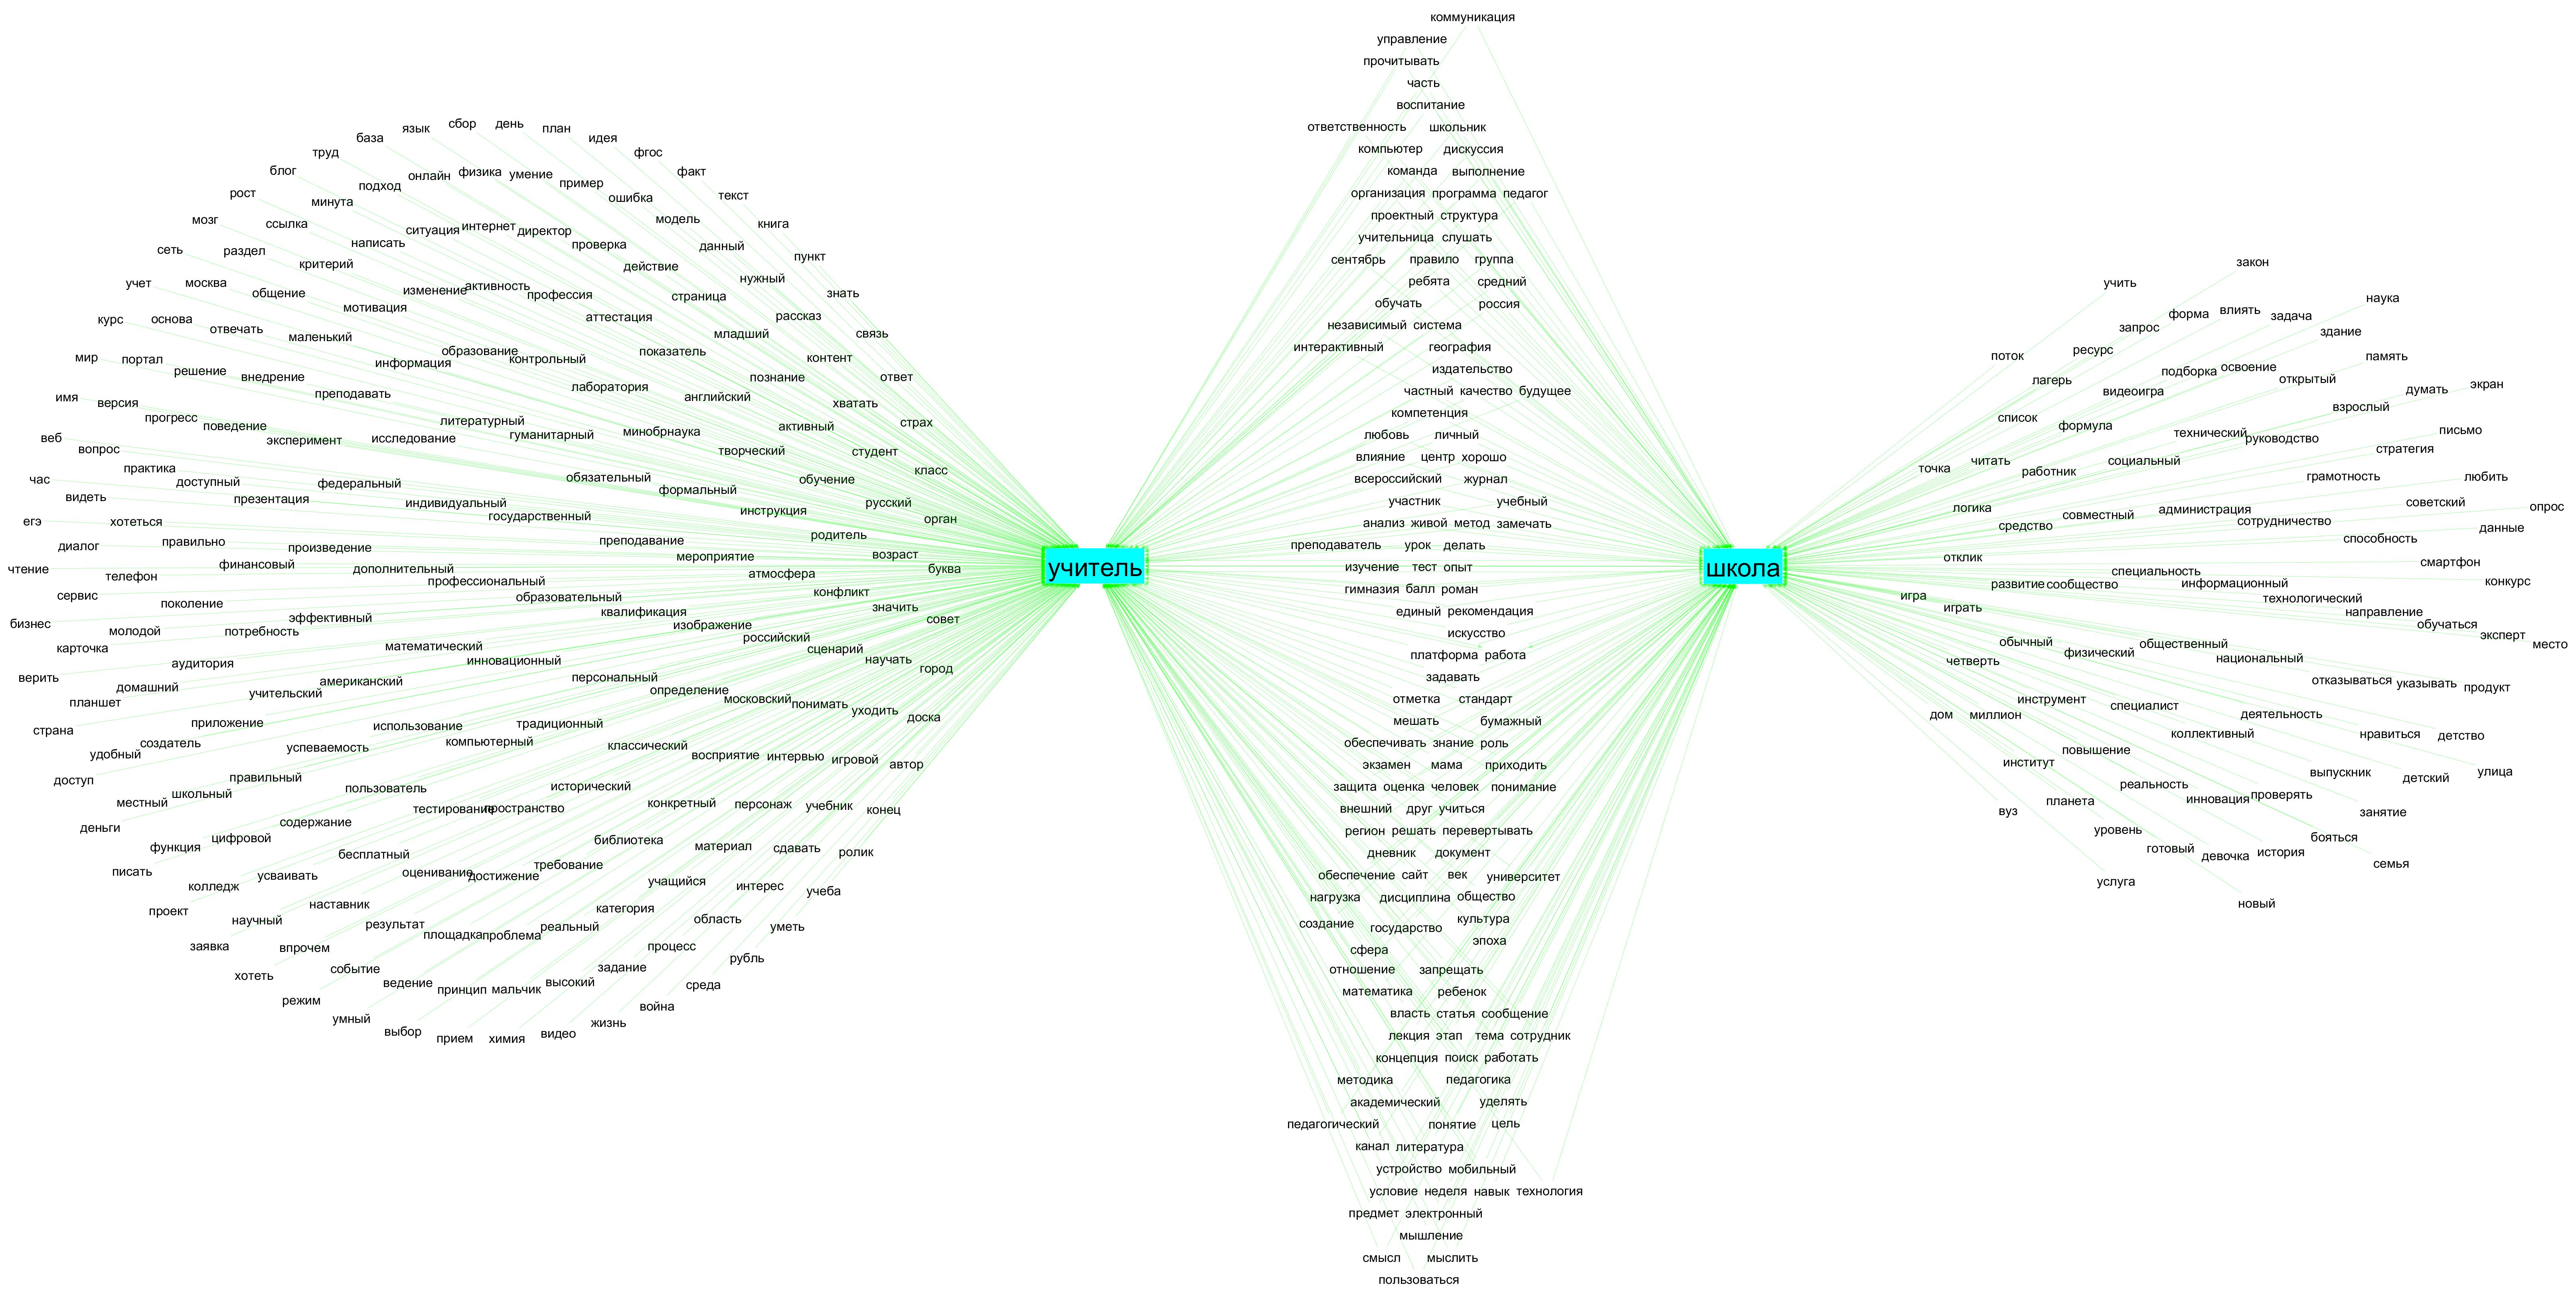 коммуникация
управление
прочитывать
часть
воспитание
ответственность школьник
компьютер дискуссия
команда выполнение
организация программа педагог
проектный структура
учительница слушать
сентябрь правило группа
ребята средний
обучать россия
независимый система
интерактивный география
издательство
частный качество будущее
компетенция
любовь личный
влияние центр хорошо
всероссийский журнал
участник учебный
анализ живой метод замечать
преподаватель урок делать
изучение тест опыт
гимназия балл роман
единый рекомендация
искусство
платформа работа
задавать
отметка стандарт
мешать бумажный
обеспечивать знание роль
экзамен мама приходить
защита оценка человек понимание
внешний друг учиться
регион решать перевертывать
дневник документ
обеспечение сайт век университет
нагрузка дисциплина общество
создание государство культура
сфера эпоха
отношение запрещать
математика ребенок
власть статья сообщение
лекция этап тема сотрудник
концепция поиск работать
методика педагогика
академический уделять
педагогический понятие цель
канал литература
устройство мобильный
условие неделя навык технология
предмет электронный
мышление
смысл мыслить
пользоваться
учитель
школа
труд база язык сбор день план идея фгос факт текст книга пункт знать связь ответ страх класс орган буква совет город доска автор конец ролик учеба уметь рубль среда война жизнь видео химия прием выбор умный режим хотеть заявка проект писать деньги доступ страна верить бизнес чтение егэ час веб имя мир курс учет сеть мозг рост блог
подход онлайн физика умение пример ошибка модель данный нужный рассказ контент хватать студент русский возраст значить научать уходить игровой учебник сдавать интерес область процесс задание высокий мальчик принцип ведение событие впрочем научный колледж функция местный удобный планшет карточка сервис диалог видеть вопрос версия портал основа москва раздел ссылка минута
написать ситуация интернет директор проверка действие страница младший познание активный обучение родитель конфликт сценарий понимать интервью персонаж материал учащийся категория реальный проблема площадка результат наставник усваивать цифровой школьный создатель домашний молодой телефон хотеться практика прогресс решение отвечать общение критерий
мотивация изменение активность профессия аттестация показатель английский творческий инструкция атмосфера российский московский восприятие конкретный библиотека требование достижение оценивание бесплатный содержание правильный приложение аудитория поколение правильно доступный поведение внедрение маленький
информация образование контрольный лаборатория минобрнаука формальный мероприятие изображение определение классический исторический пространство тестирование пользователь успеваемость учительский потребность финансовый презентация эксперимент преподавать
исследование литературный гуманитарный обязательный преподавание квалификация персональный традиционный компьютерный использование американский эффективный произведение федеральный
индивидуальный государственный образовательный инновационный математический дополнительный профессиональный
закон
учить
наука
форма влиять задача
запрос здание
поток ресурс память
лагерь подборка освоение открытый экран
видеоигра думать
список взрослый
формула технический руководство письмо
стратегия
точка читать работник социальный
грамотность любить
логика администрация советский опрос
средство совместный сотрудничество данные
способность
отклик специальность смартфон
развитие сообщество информационный конкурс
игра играть технологический направление
обучаться
обычный общественный эксперт место
четверть физический национальный
отказываться указывать продукт
инструмент специалист
дом миллион деятельность
коллективный нравиться детство
институт повышение
выпускник детский улица
реальность
вуз планета инновация проверять занятие
уровень бояться
готовый девочка история семья
услуга
новый